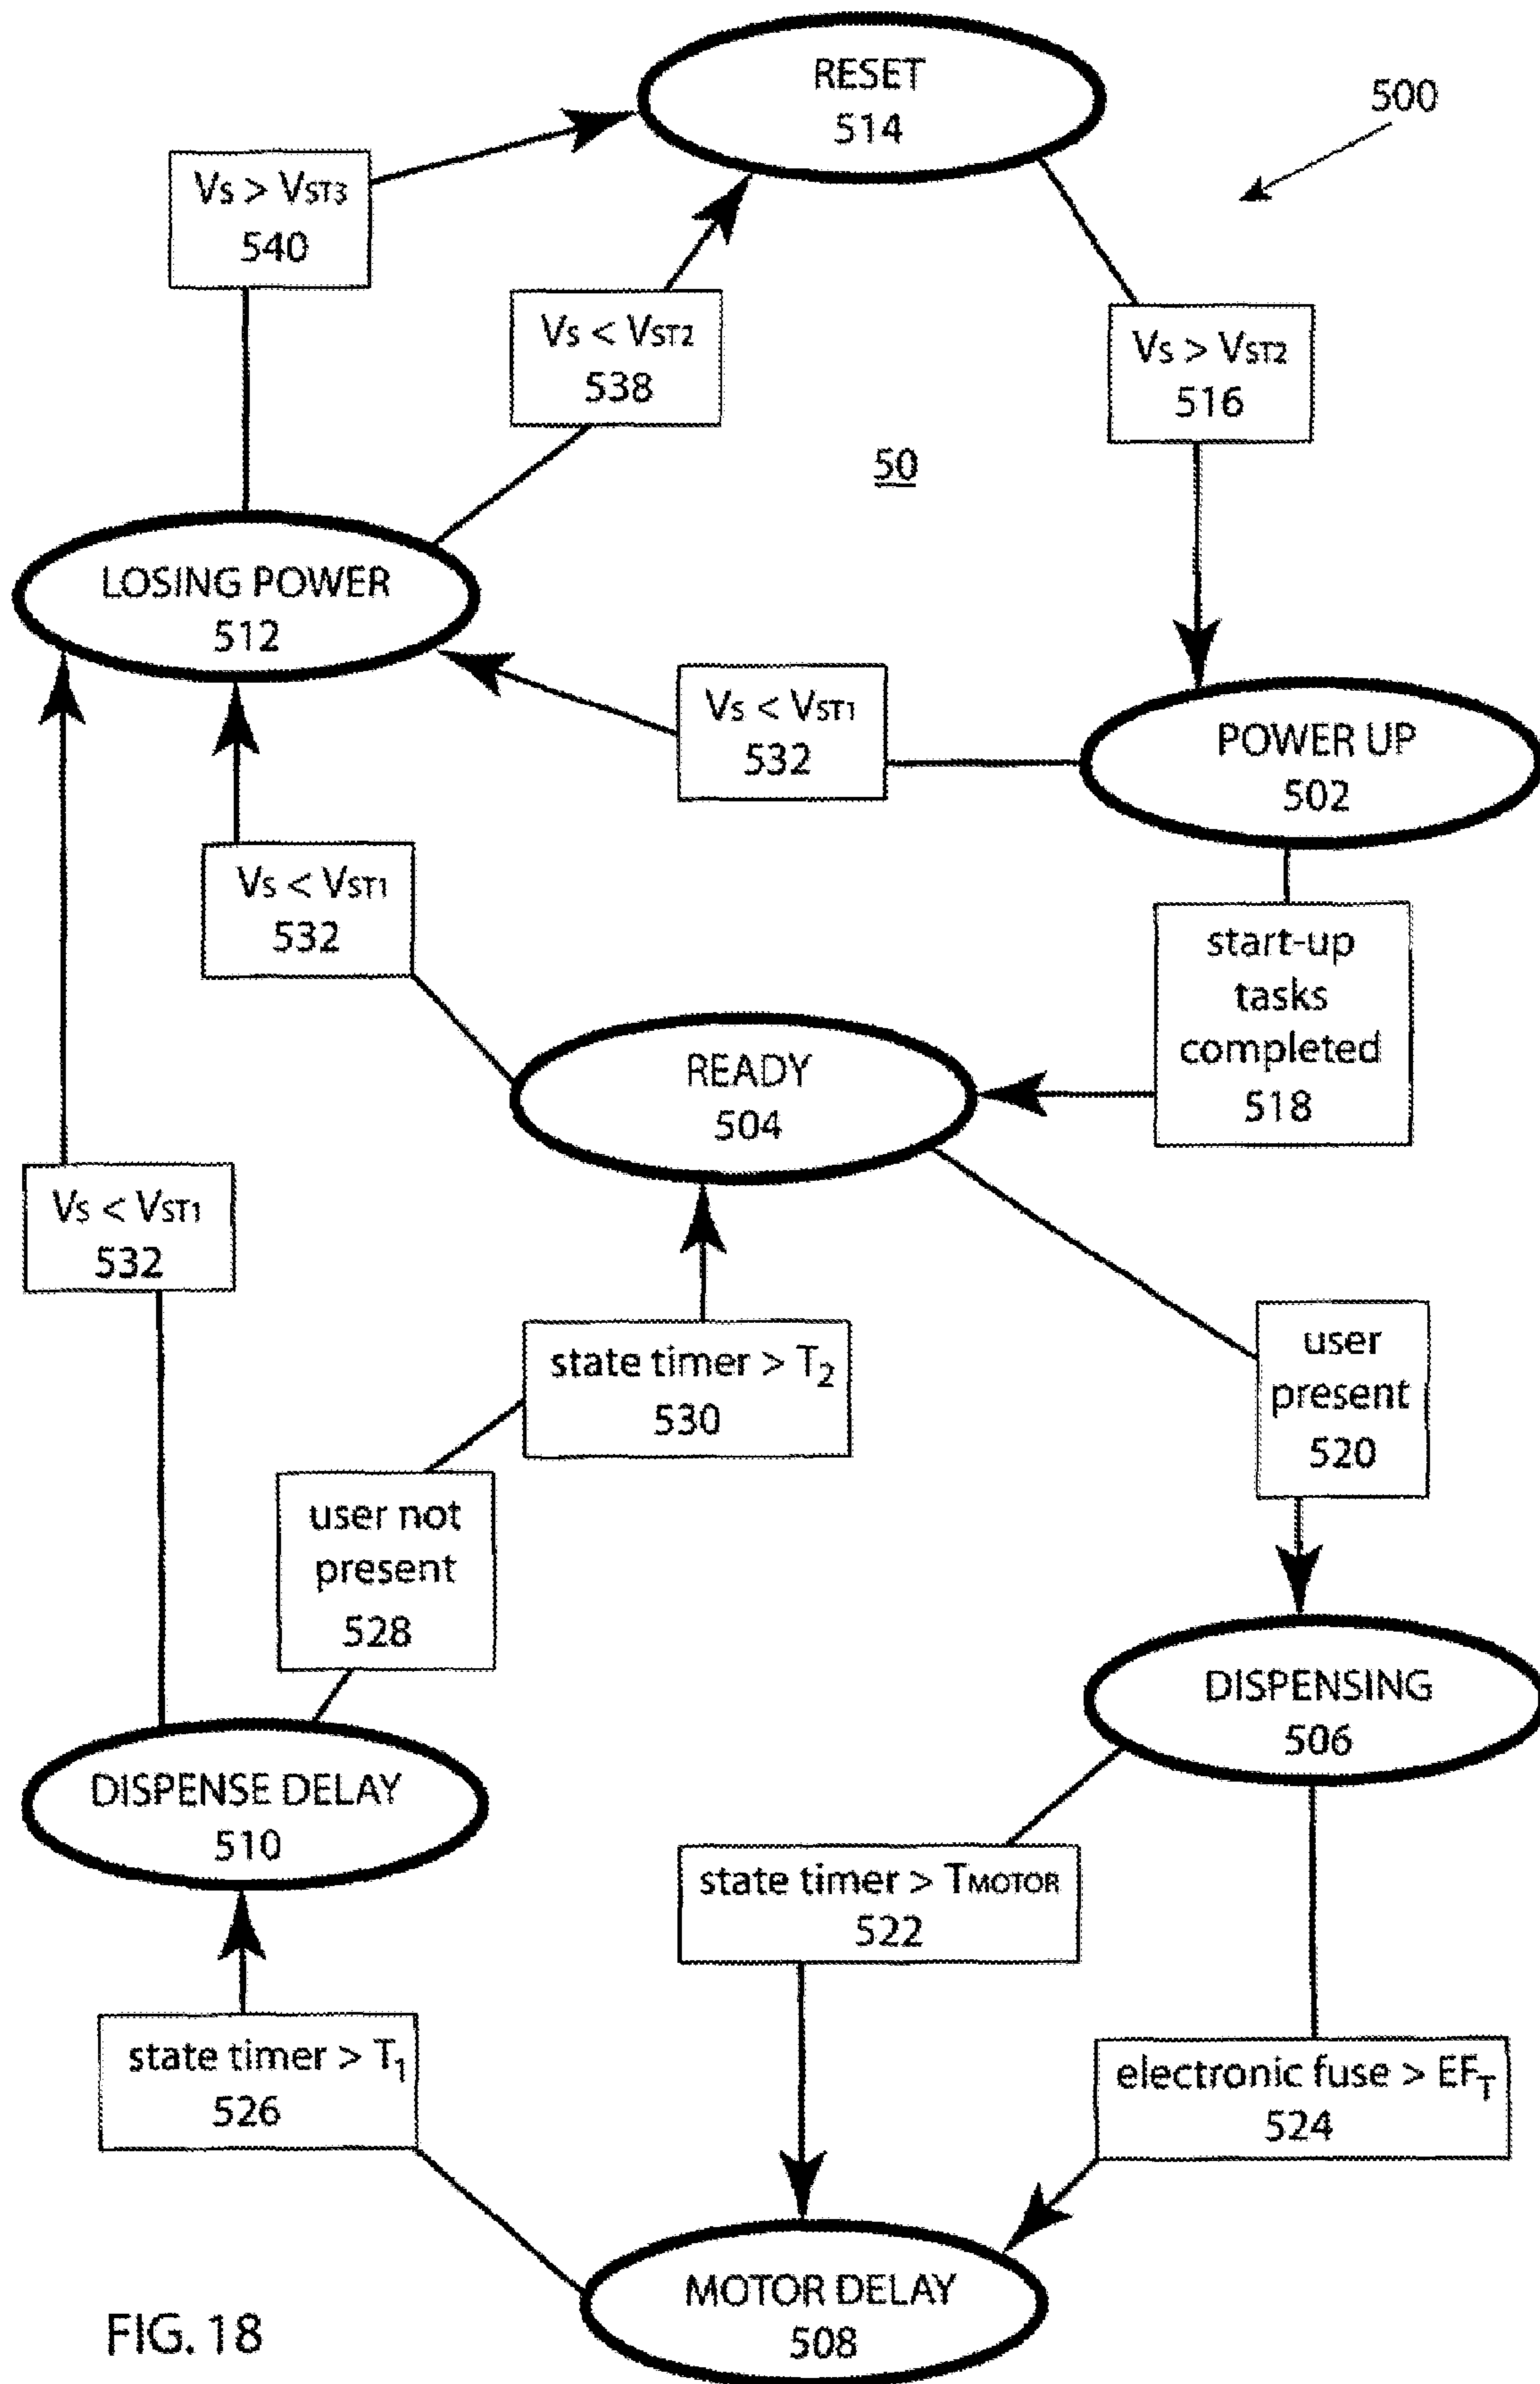 RESET
514
500
Vs > VST3
540
Vs < VST2
538
Vs > VST2
516
50
LOSING POWER
512
Vs < VST1
532
POWER UP
502
Vs < VST1
532
start-up
tasks
completed
518
READY
504
Vs < VST1
532
state timer > T2
530
user
present
520
user not
present
528
DISPENSING
506
DISPENSE DELAY
510
state timer > TMOTOR
522
state timer > T1
526
electronic fuse > EFT
524
MOTOR DELAY
508
FIG. 18